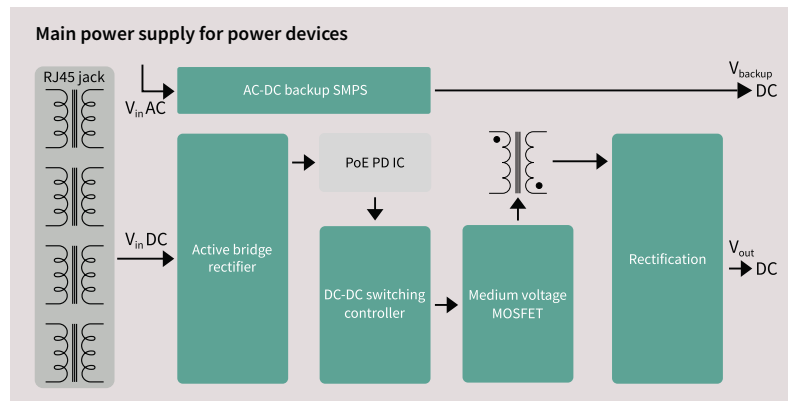 Main power supply for power devices
RJ45 jack
Vin AC
AC-DC backup SMPS
Vbackup
DC
PoE PD IC
Vin DC
Active bridge
rectifier
DC-DC switching
controller
Medium voltage
MOSFET
Rectification
Vout
DC